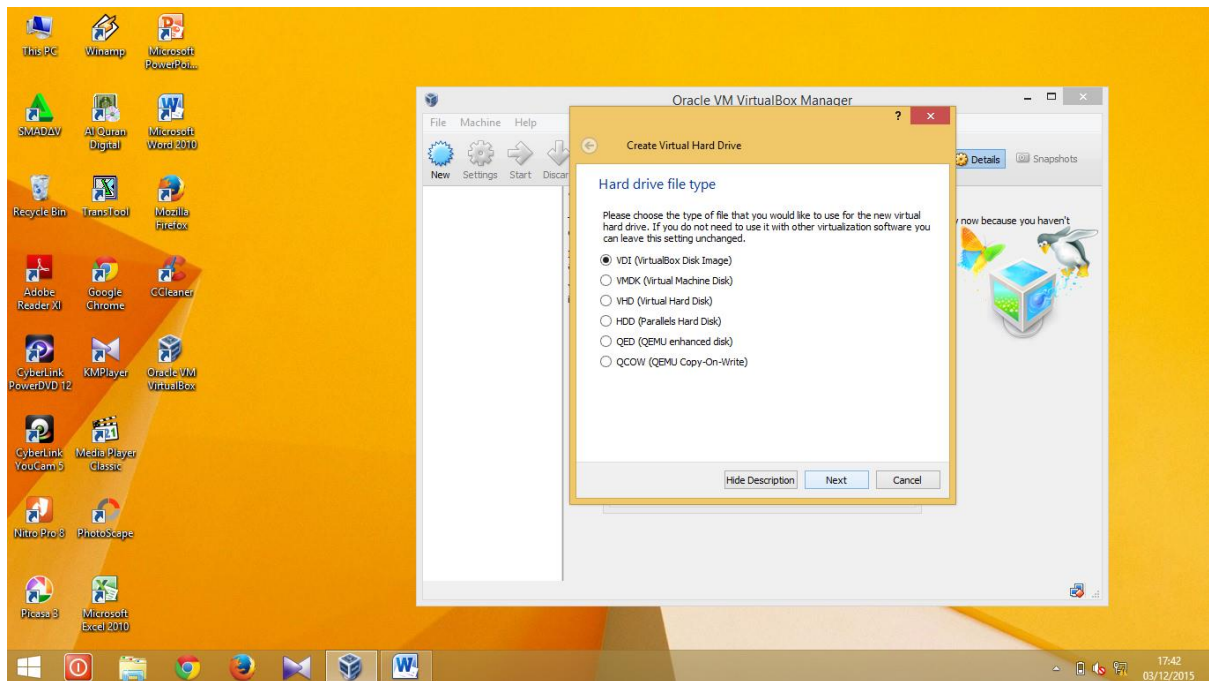 This PC
Winamp
Microsoft
PowerPoi...
SMADΔV
Al Quran
Digital
Microsoft
Word 2010
Recycle Bin
TransTool
Mozilla
Firefox
Adobe
Reader XI
Google
Chrome
CCleaner
CyberLink
PowerDVD 12
KMPlayer
Oracle VM
VirtualBox
CyberLink
YouCam 5
Media Player
Classic
Nitro Pro 8
PhotoScape
Picasa 3
Microsoft
Excel 2010
Oracle VM VirtualBox Manager
File Machine Help
New Settings Start Discar
Details Snapshots
now because you haven't
Create Virtual Hard Drive
Hard drive file type
Please choose the type of file that you would like to use for the new virtual
hard drive. If you do not need to use it with other virtualization software you
can leave this setting unchanged.
VDI (VirtualBox Disk Image)
VMDK (Virtual Machine Disk)
VHD (Virtual Hard Disk)
HDD (Parallels Hard Disk)
QED (QEMU enhanced disk)
QCOW (QEMU Copy-On-Write)
Hide Description Next Cancel
17:42
03/12/2015